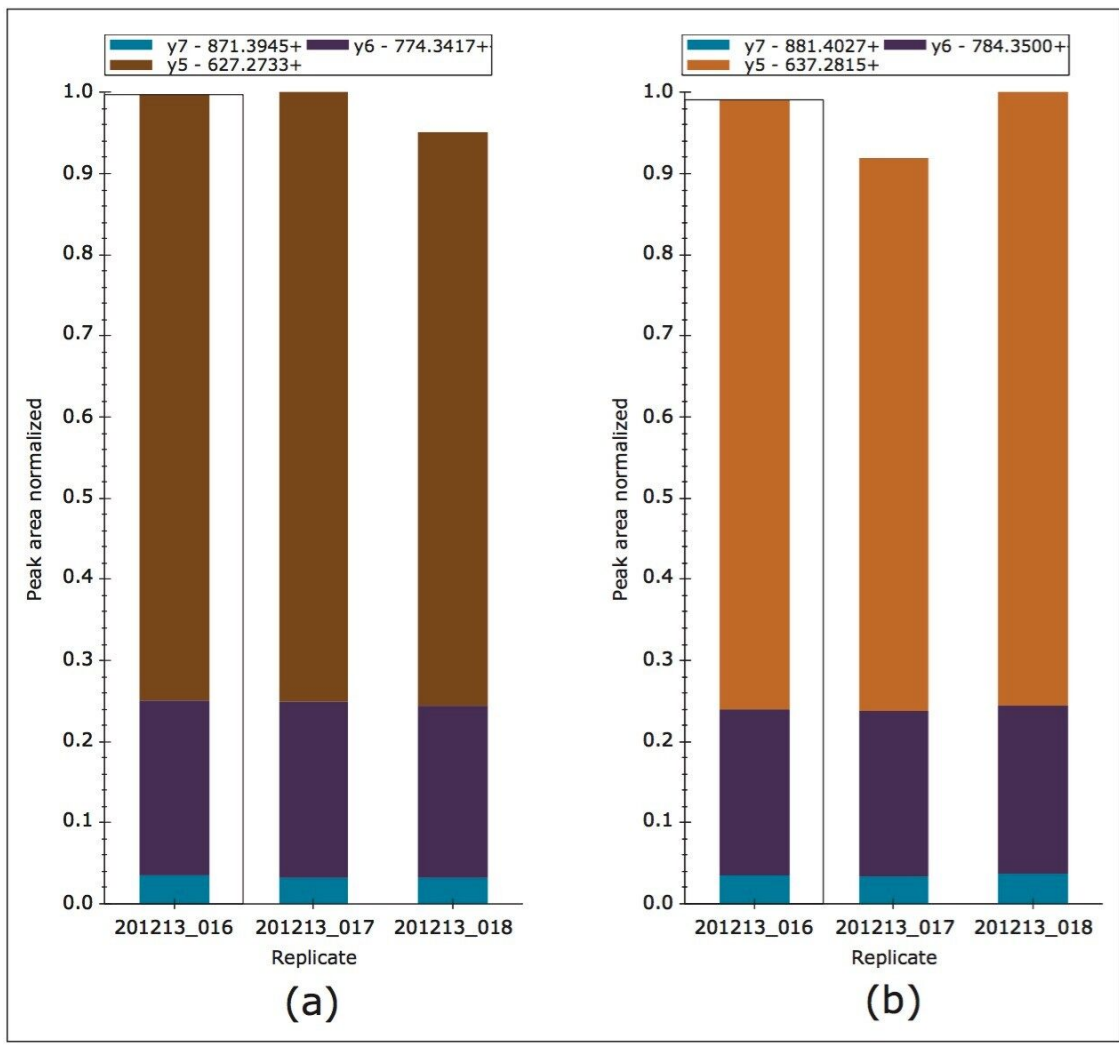 y7 - 871.3945+ y6 - 774.3417+
y5 - 627.2733+
1.0
0.9
0.8
0.7
0.6
0.5
0.4
0.3
0.2
0.1
0.0
Peak area normalized
201213_016 201213_017 201213_018
Replicate
(a)
y7 - 881.4027+ y6 - 784.3500+
y5 - 637.2815+
1.0
0.9
0.8
0.7
0.6
0.5
0.4
0.3
0.2
0.1
0.0
Peak area normalized
201213_016 201213_017 201213_018
Replicate
(b)